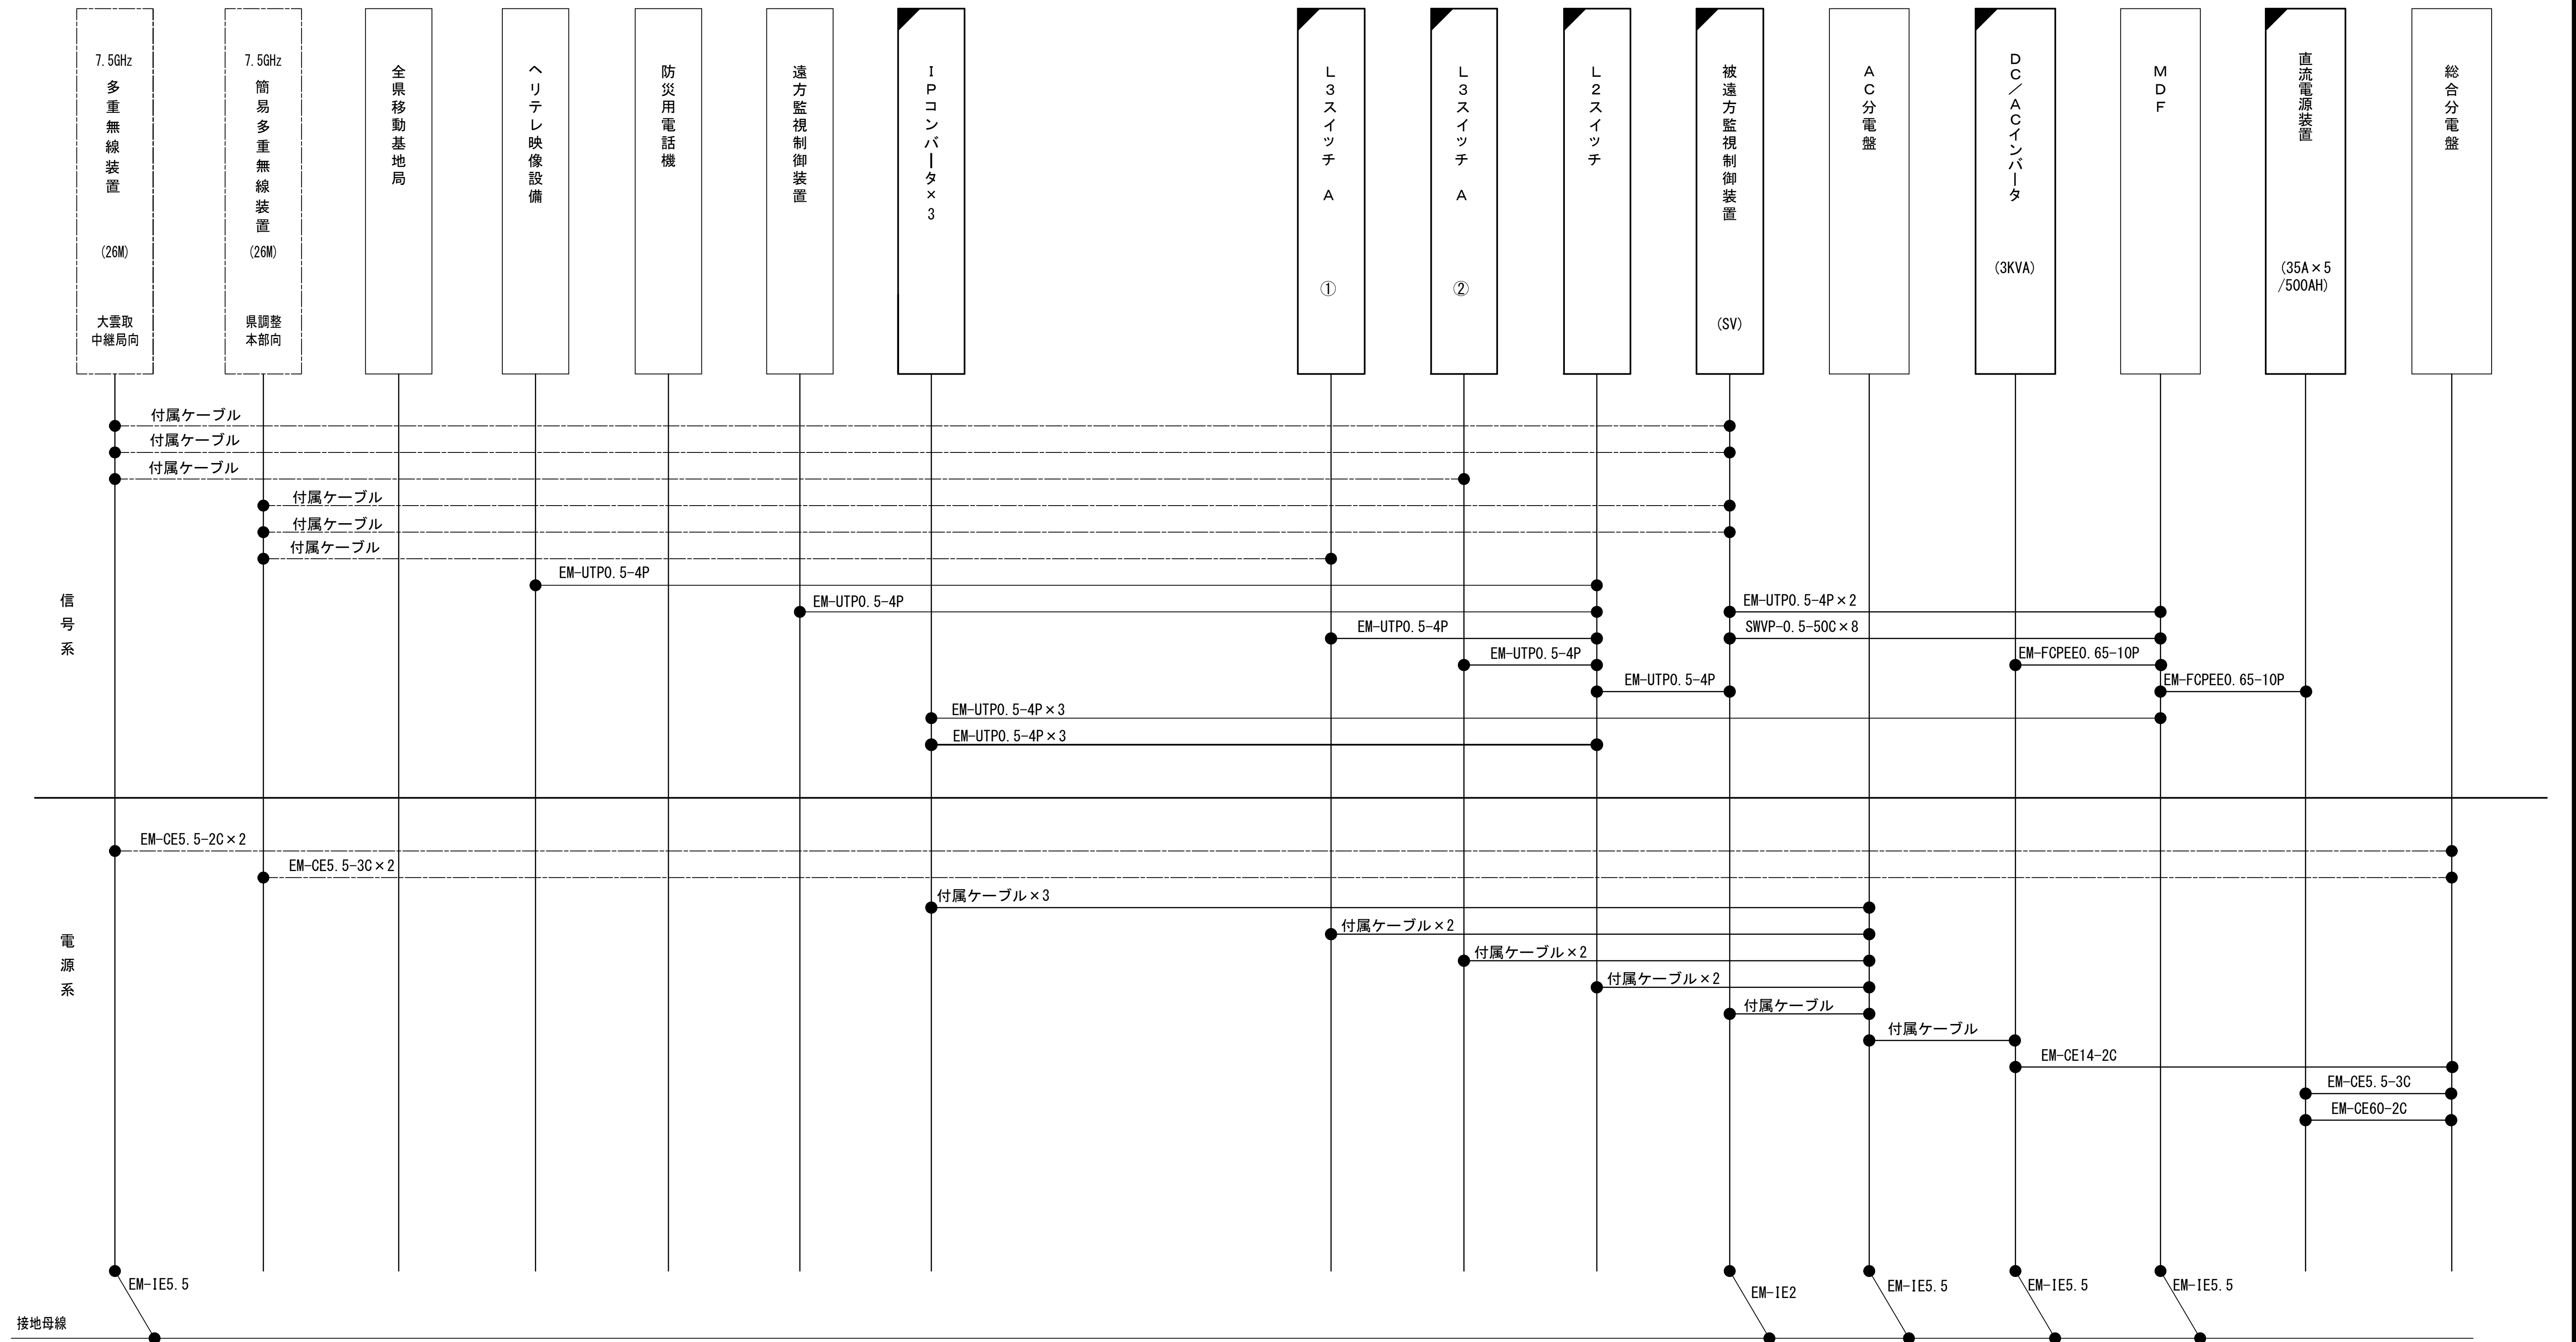 7.5GHz
多重無線装置
(26M)
大雲取
中継局向
7.5GHz
簡易多重無線装置
(26M)
県調整
本部向
全県移動基地局
ヘリテレ映像設備
防災用電話機
遠方監視制御装置
IPコンバータ×3
L3スイッチ A
①
L3スイッチ A
②
L2スイッチ
被遠方監視制御装置
(SV)
AC分電盤
DC/ACインバータ
(3KVA)
MDF
直流電源装置
(35A×5
/500AH)
総合分電盤
信号系
付属ケーブル
付属ケーブル
付属ケーブル
付属ケーブル
付属ケーブル
付属ケーブル
EM-UTP0.5-4P
EM-UTP0.5-4P
EM-UTP0.5-4P×2
EM-UTP0.5-4P
SWVP-0.5-50C×8
EM-UTP0.5-4P
EM-FCPEE0.65-10P
EM-UTP0.5-4P
EM-FCPEE0.65-10P
EM-UTP0.5-4P×3
EM-UTP0.5-4P×3
電源系
EM-CE5.5-2C×2
EM-CE5.5-3C×2
付属ケーブル×3
付属ケーブル×2
付属ケーブル×2
付属ケーブル×2
付属ケーブル
付属ケーブル
EM-CE14-2C
EM-CE5.5-3C
EM-CE60-2C
EM-IE5.5
EM-IE2
EM-IE5.5
EM-IE5.5
EM-IE5.5
接地母線